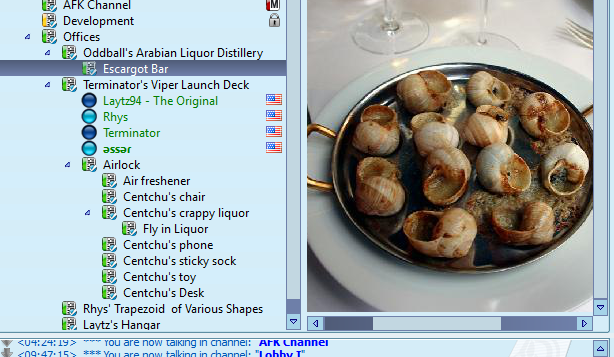 AFK Channel
M
Development
Offices
Oddball's Arabian Liquor Distillery
Escargot Bar
Terminator's Viper Launch Deck
Laytz94 - The Original
Rhys
Terminator
əssər
Airlock
Air freshener
Centchu's chair
Centchu's crappy liquor
Fly in Liquor
Centchu's phone
Centchu's sticky sock
Centchu's toy
Centchu's Desk
Rhys' Trapezoid of Various Shapes
Laytz's Hangar
<04:24:19> *** You are now talking in channel: "AFK Channel
<09:47:15> *** You are now talking in channel: "Lobby I"